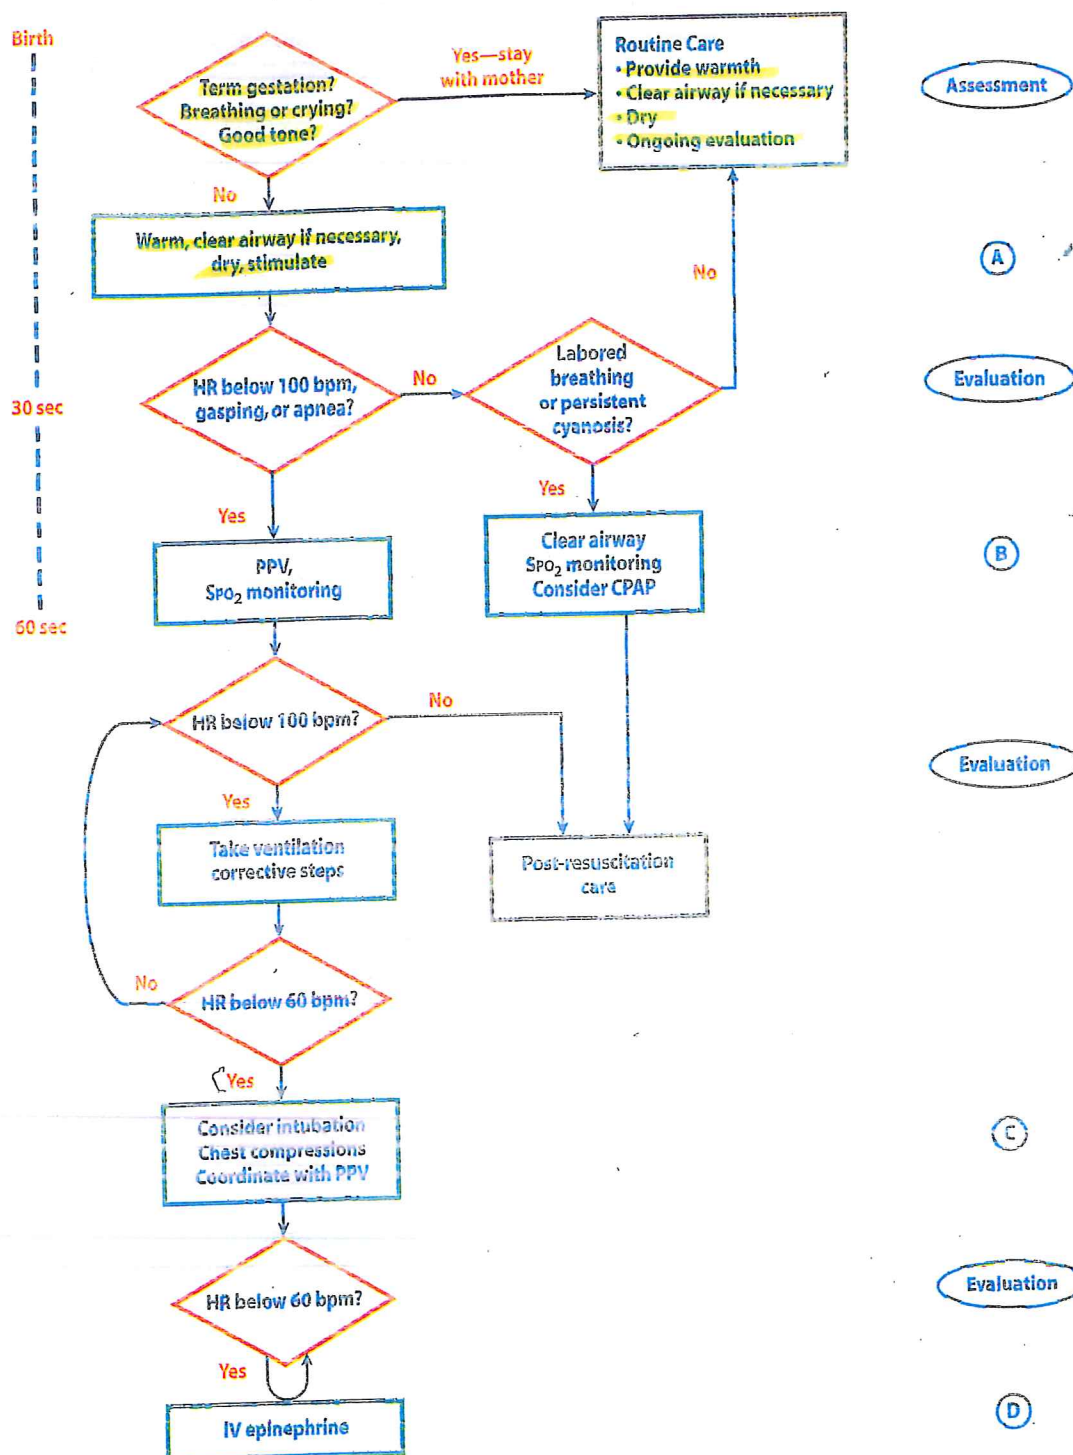 Birth
Term gestation?
Breathing or crying?
Good tone?
Yes—stay
with mother
Routine Care
• Provide warmth
• Clear airway if necessary
• Dry
• Ongoing evaluation
Assessment
No
Warm, clear airway if necessary,
dry, stimulate
A
No
30 sec
HR below 100 bpm,
gasping, or apnea?
No
Labored
breathing
or persistent
cyanosis?
Evaluation
Yes
Yes
PPV,
SPO₂ monitoring
Clear airway
SPO₂ monitoring
Consider CPAP
B
60 sec
HR below 100 bpm?
No
Evaluation
Yes
Take ventilation
corrective steps
Post-resuscitation
care
No
HR below 60 bpm?
Yes
Consider intubation
Chest compressions
Coordinate with PPV
C
HR below 60 bpm?
Evaluation
Yes
IV epinephrine
D